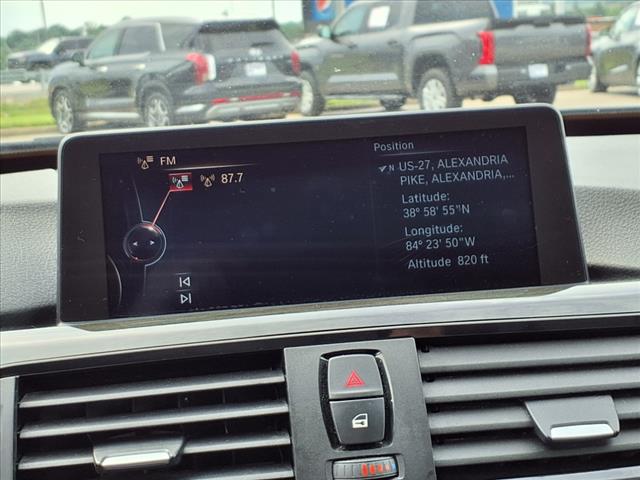 FM
87.7
Position
N
US-27, ALEXANDRIA
PIKE, ALEXANDRIA,...
Latitude:
38° 58' 55"N
Longitude:
84° 23' 50"W
Altitude 820 ft